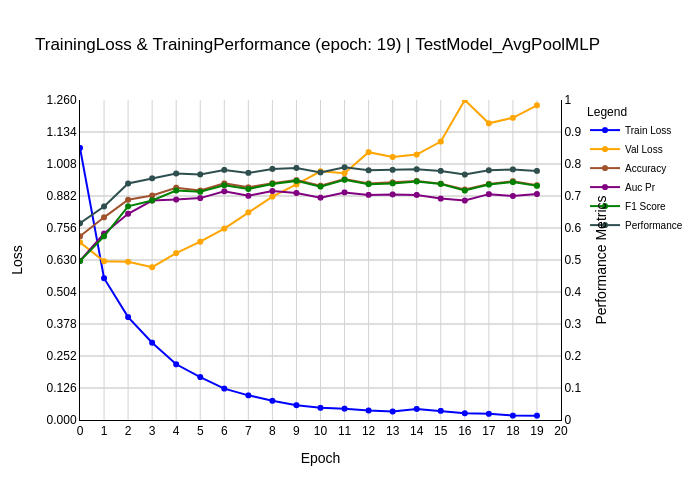 TrainingLoss & TrainingPerformance (epoch: 19) | TestModel_AvgPoolMLP
Legend
Train Loss
Val Loss
Accuracy
Auc Pr
F1 Score
Performance
Loss
1.260
1.134
1.008
0.882
0.756
0.630
0.504
0.378
0.252
0.126
0.000
1
0.9
0.8
0.7
0.6
0.5
0.4
0.3
0.2
0.1
0
Performance Metrics
0 1 2 3 4 5 6 7 8 9 10 11 12 13 14 15 16 17 18 19 20
Epoch